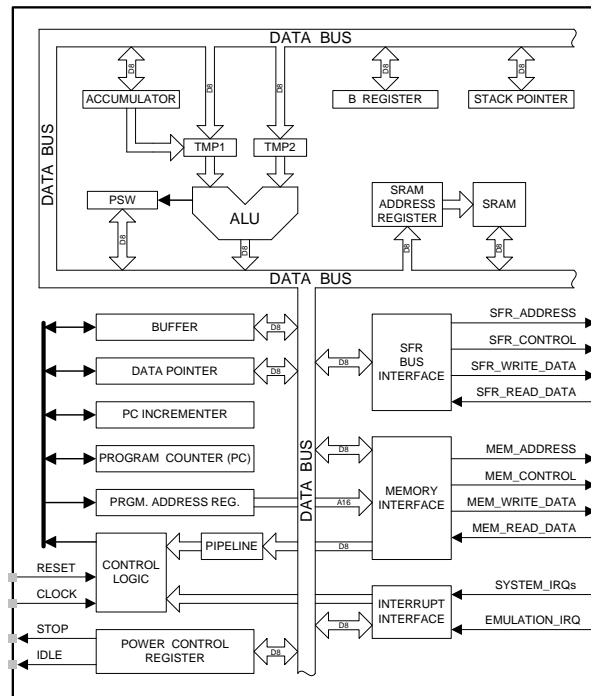 DATA BUS
D8
D8
D8
D8
D8
ACCUMULATOR
B REGISTER
STACK POINTER
DATA BUS
TMP1
TMP2
PSW
ALU
SRAM
ADDRESS
REGISTER
SRAM
D8
D8
D8
D8
DATA BUS
BUFFER
D8
DATA POINTER
D8
PC INCREMENTER
PROGRAM COUNTER (PC)
PRGM. ADDRESS REG.
A16
DATA BUS
D8
SFR
BUS
INTERFACE
SFR_ADDRESS
SFR_CONTROL
SFR_WRITE_DATA
SFR_READ_DATA
D8
MEMORY
INTERFACE
MEM_ADDRESS
MEM_CONTROL
MEM_WRITE_DATA
MEM_READ_DATA
RESET
CLOCK
CONTROL
LOGIC
PIPELINE
D8
INTERRUPT
INTERFACE
D8
SYSTEM_IRQs
EMULATION_IRQ
STOP
IDLE
POWER CONTROL
REGISTER
D8